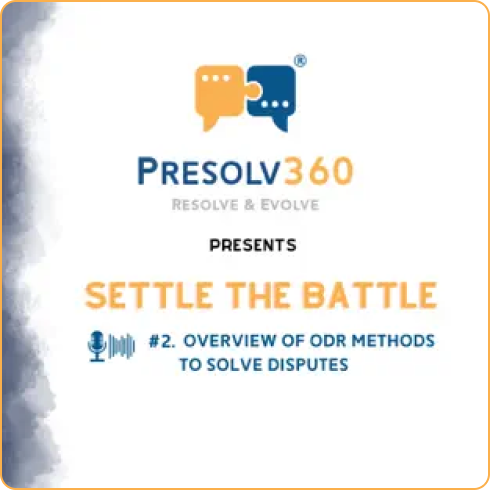 ®
PRESOLV360
RESOLVE & EVOLVE
PRESENTS
SETTLE THE BATTLE
#2. OVERVIEW OF ODR METHODS
TO SOLVE DISPUTES